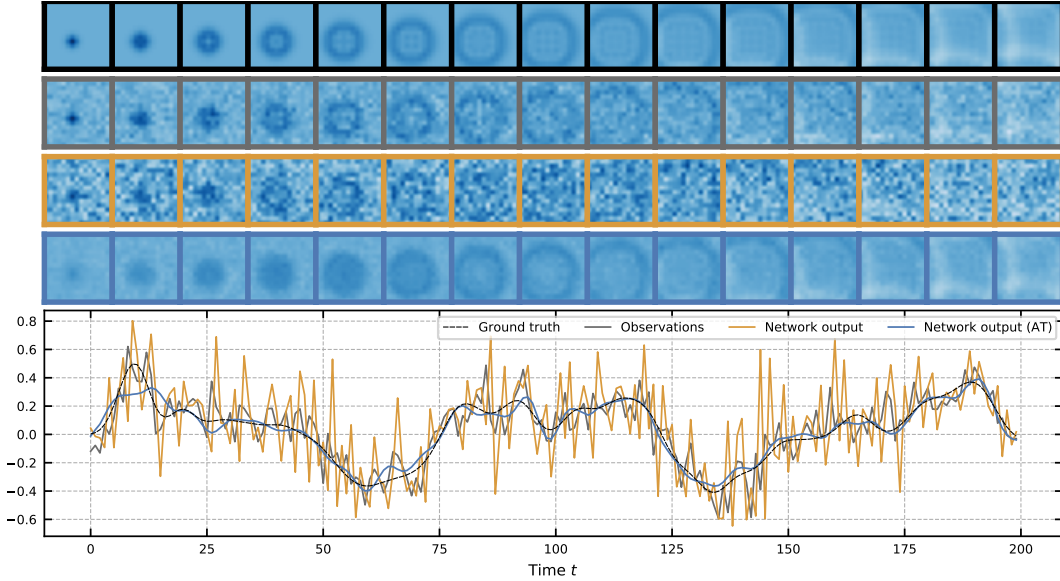 Ground truth
Observations
Network output
Network output (AT)
0.8
0.6
0.4
0.2
0.0
−0.2
−0.4
−0.6
0 25 50 75 100 125 150 175 200
Time t